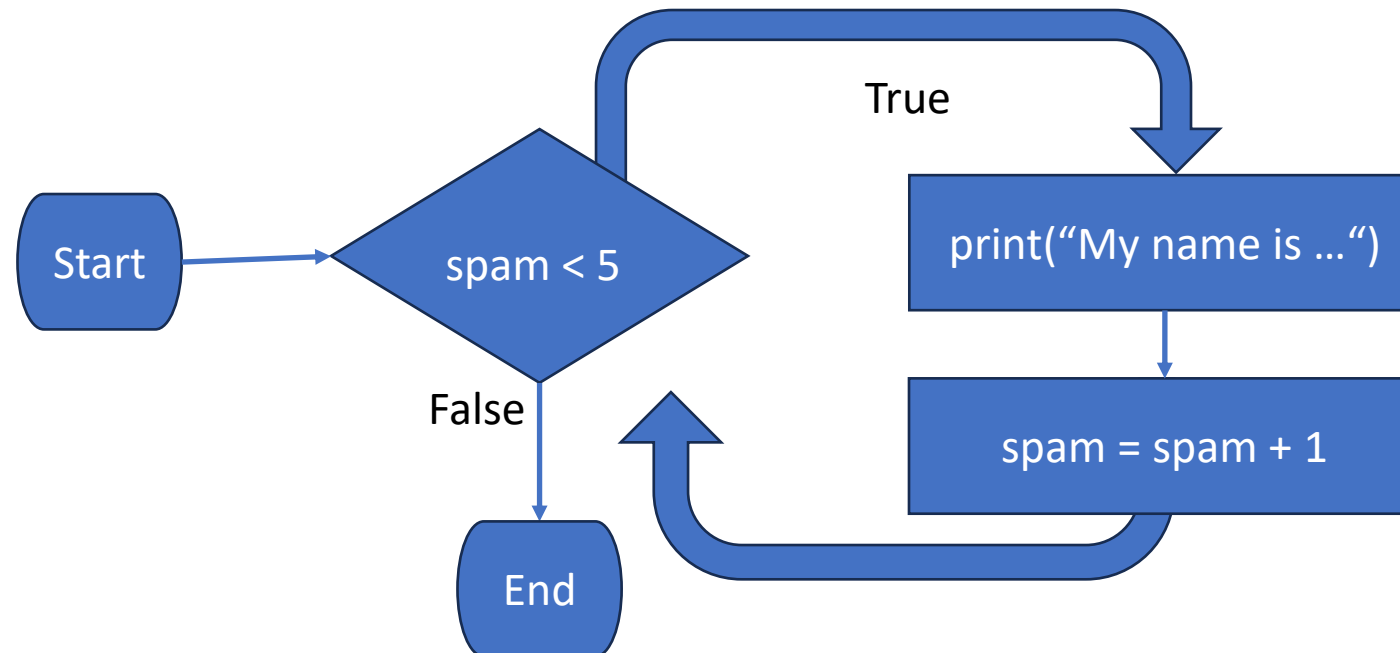 Start
spam < 5
True
print(“My name is …“)
spam = spam + 1
False
End